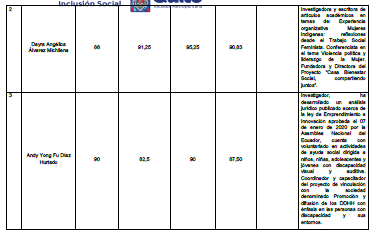 Inclusión Social
2
Dayra Angélica
Álvarez Michilena
88
91,25
95,25
90,83
Investigadora y escritora de
artículos académicos en
temas de: Experiencia
organizativa Mujeres
Indígenas: reflexiones
desde el Trabajo Social
Feminista. Conferencista en
el tema Violencia política y
liderazgo de la Mujer.
Fundadora y Directora del
Proyecto "Casa Bienestar
Social, compartiendo
juntos".
3
Andy Yong Fu Díaz
Hurtado
90
82,5
90
87,50
Investigador, ha
desarrollado un análisis
jurídico publicado acerca de
la ley de Emprendimiento e
Innovación aprobada el 07
de enero de 2020 por la
Asamblea Nacional del
Ecuador, cuenta con
voluntariado en actividades
de ayuda social dirigida a
niños, niñas, adolescentes y
jóvenes con discapacidad
visual y auditiva.
Coordinador y capacitador
del proyecto de vinculación
con la sociedad
denominado Promoción y
difusión de los DDHH con
énfasis en las personas con
discapacidad y sus
entornos.